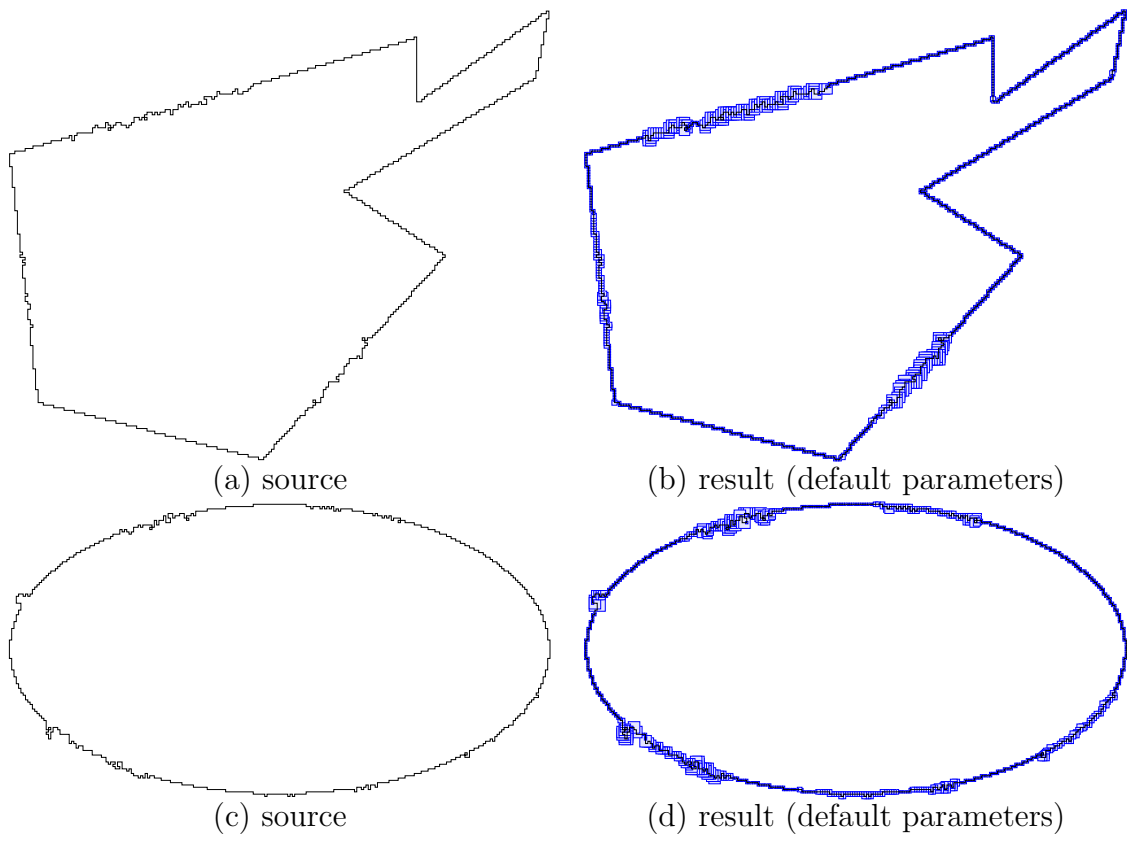 (a) source
(b) result (default parameters)
(c) source
(d) result (default parameters)